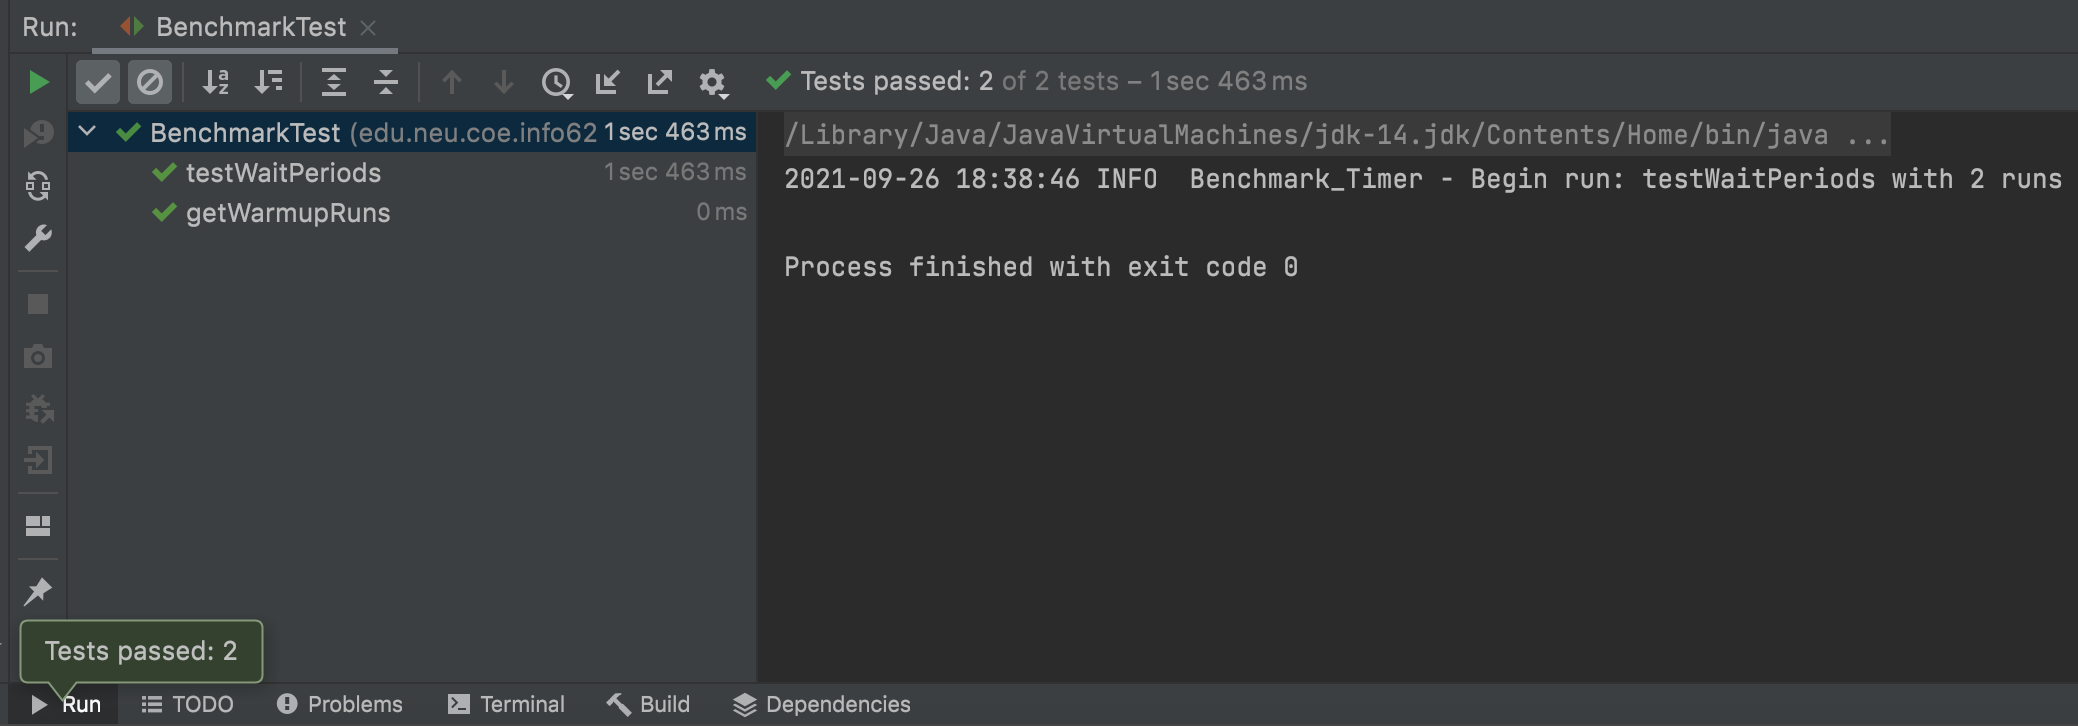 Run: BenchmarkTest
Tests passed: 2 of 2 tests – 1 sec 463 ms
BenchmarkTest (edu.neu.coe.info62 1 sec 463 ms
testWaitPeriods 1 sec 463 ms
getWarmupRuns 0 ms
/Library/Java/JavaVirtualMachines/jdk-14.jdk/Contents/Home/bin/java ...
2021-09-26 18:38:46 INFO  Benchmark_Timer - Begin run: testWaitPeriods with 2 runs
Process finished with exit code 0
Tests passed: 2
Run TODO Problems Terminal Build Dependencies